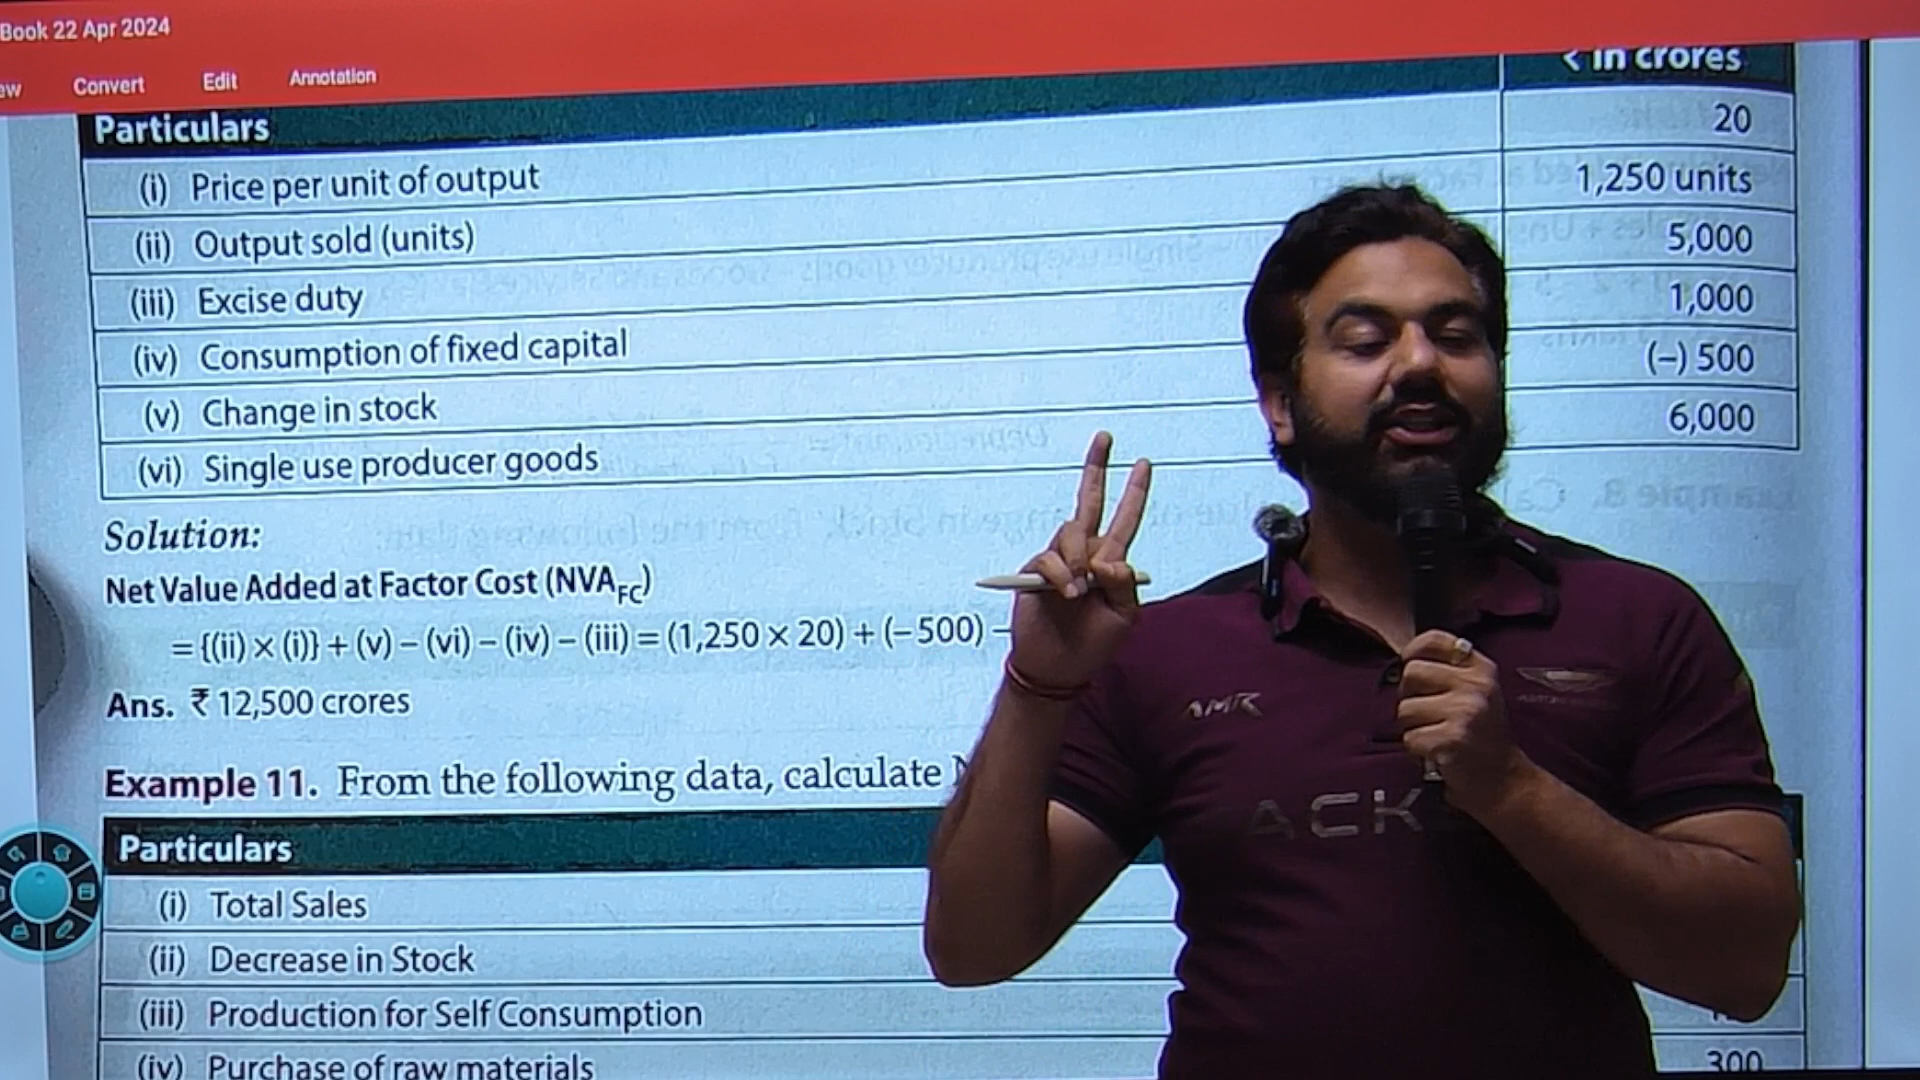 Book 22 Apr 2024
Convert Edit Annotation
in crores
Particulars
20
(i) Price per unit of output
1,250 units
(ii) Output sold (units)
5,000
(iii) Excise duty
1,000
(iv) Consumption of fixed capital
(–) 500
(v) Change in stock
6,000
(vi) Single use producer goods
Solution:
Net Value Added at Factor Cost (NVAFC)
= {(ii) × (i)} + (v) – (vi) – (iv) – (iii) = (1,250 × 20) + (– 500) –
Ans. ₹ 12,500 crores
Example 11. From the following data, calculate
Particulars
(i) Total Sales
(ii) Decrease in Stock
(iii) Production for Self Consumption
(iv) Purchase of raw materials
300
AMR
ACK